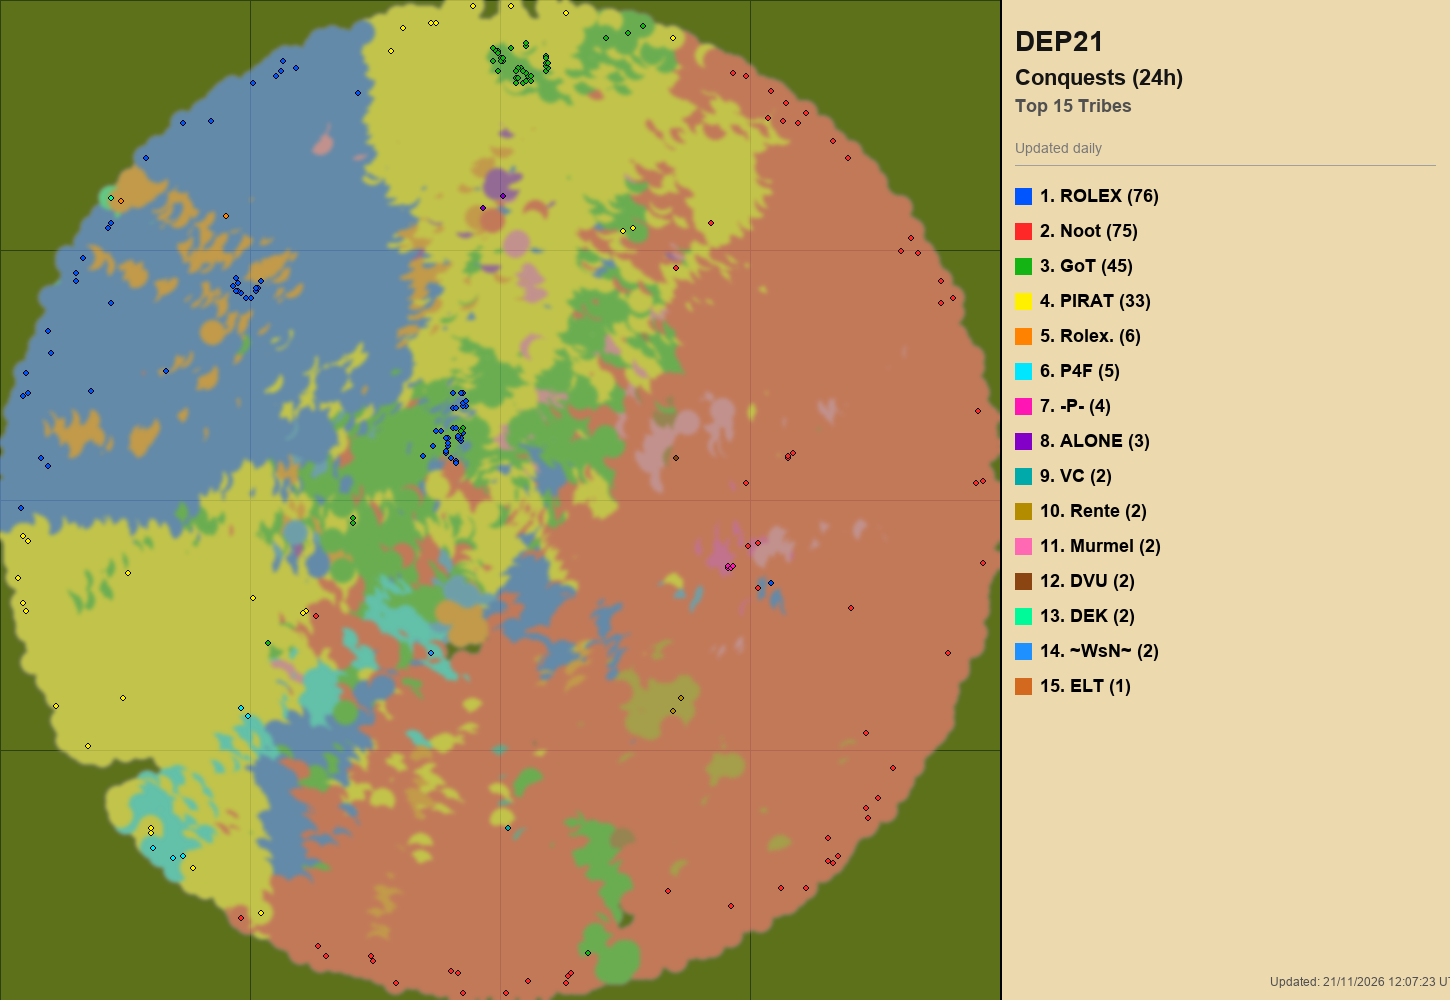 DEP21
Conquests (24h)
Top 15 Tribes
Updated daily
1. ROLEX (76)
2. Noot (75)
3. GoT (45)
4. PIRAT (33)
5. Rolex. (6)
6. P4F (5)
7. -P- (4)
8. ALONE (3)
9. VC (2)
10. Rente (2)
11. Murmel (2)
12. DVU (2)
13. DEK (2)
14. ~WsN~ (2)
15. ELT (1)
Updated: 21/11/2026 12:07:23